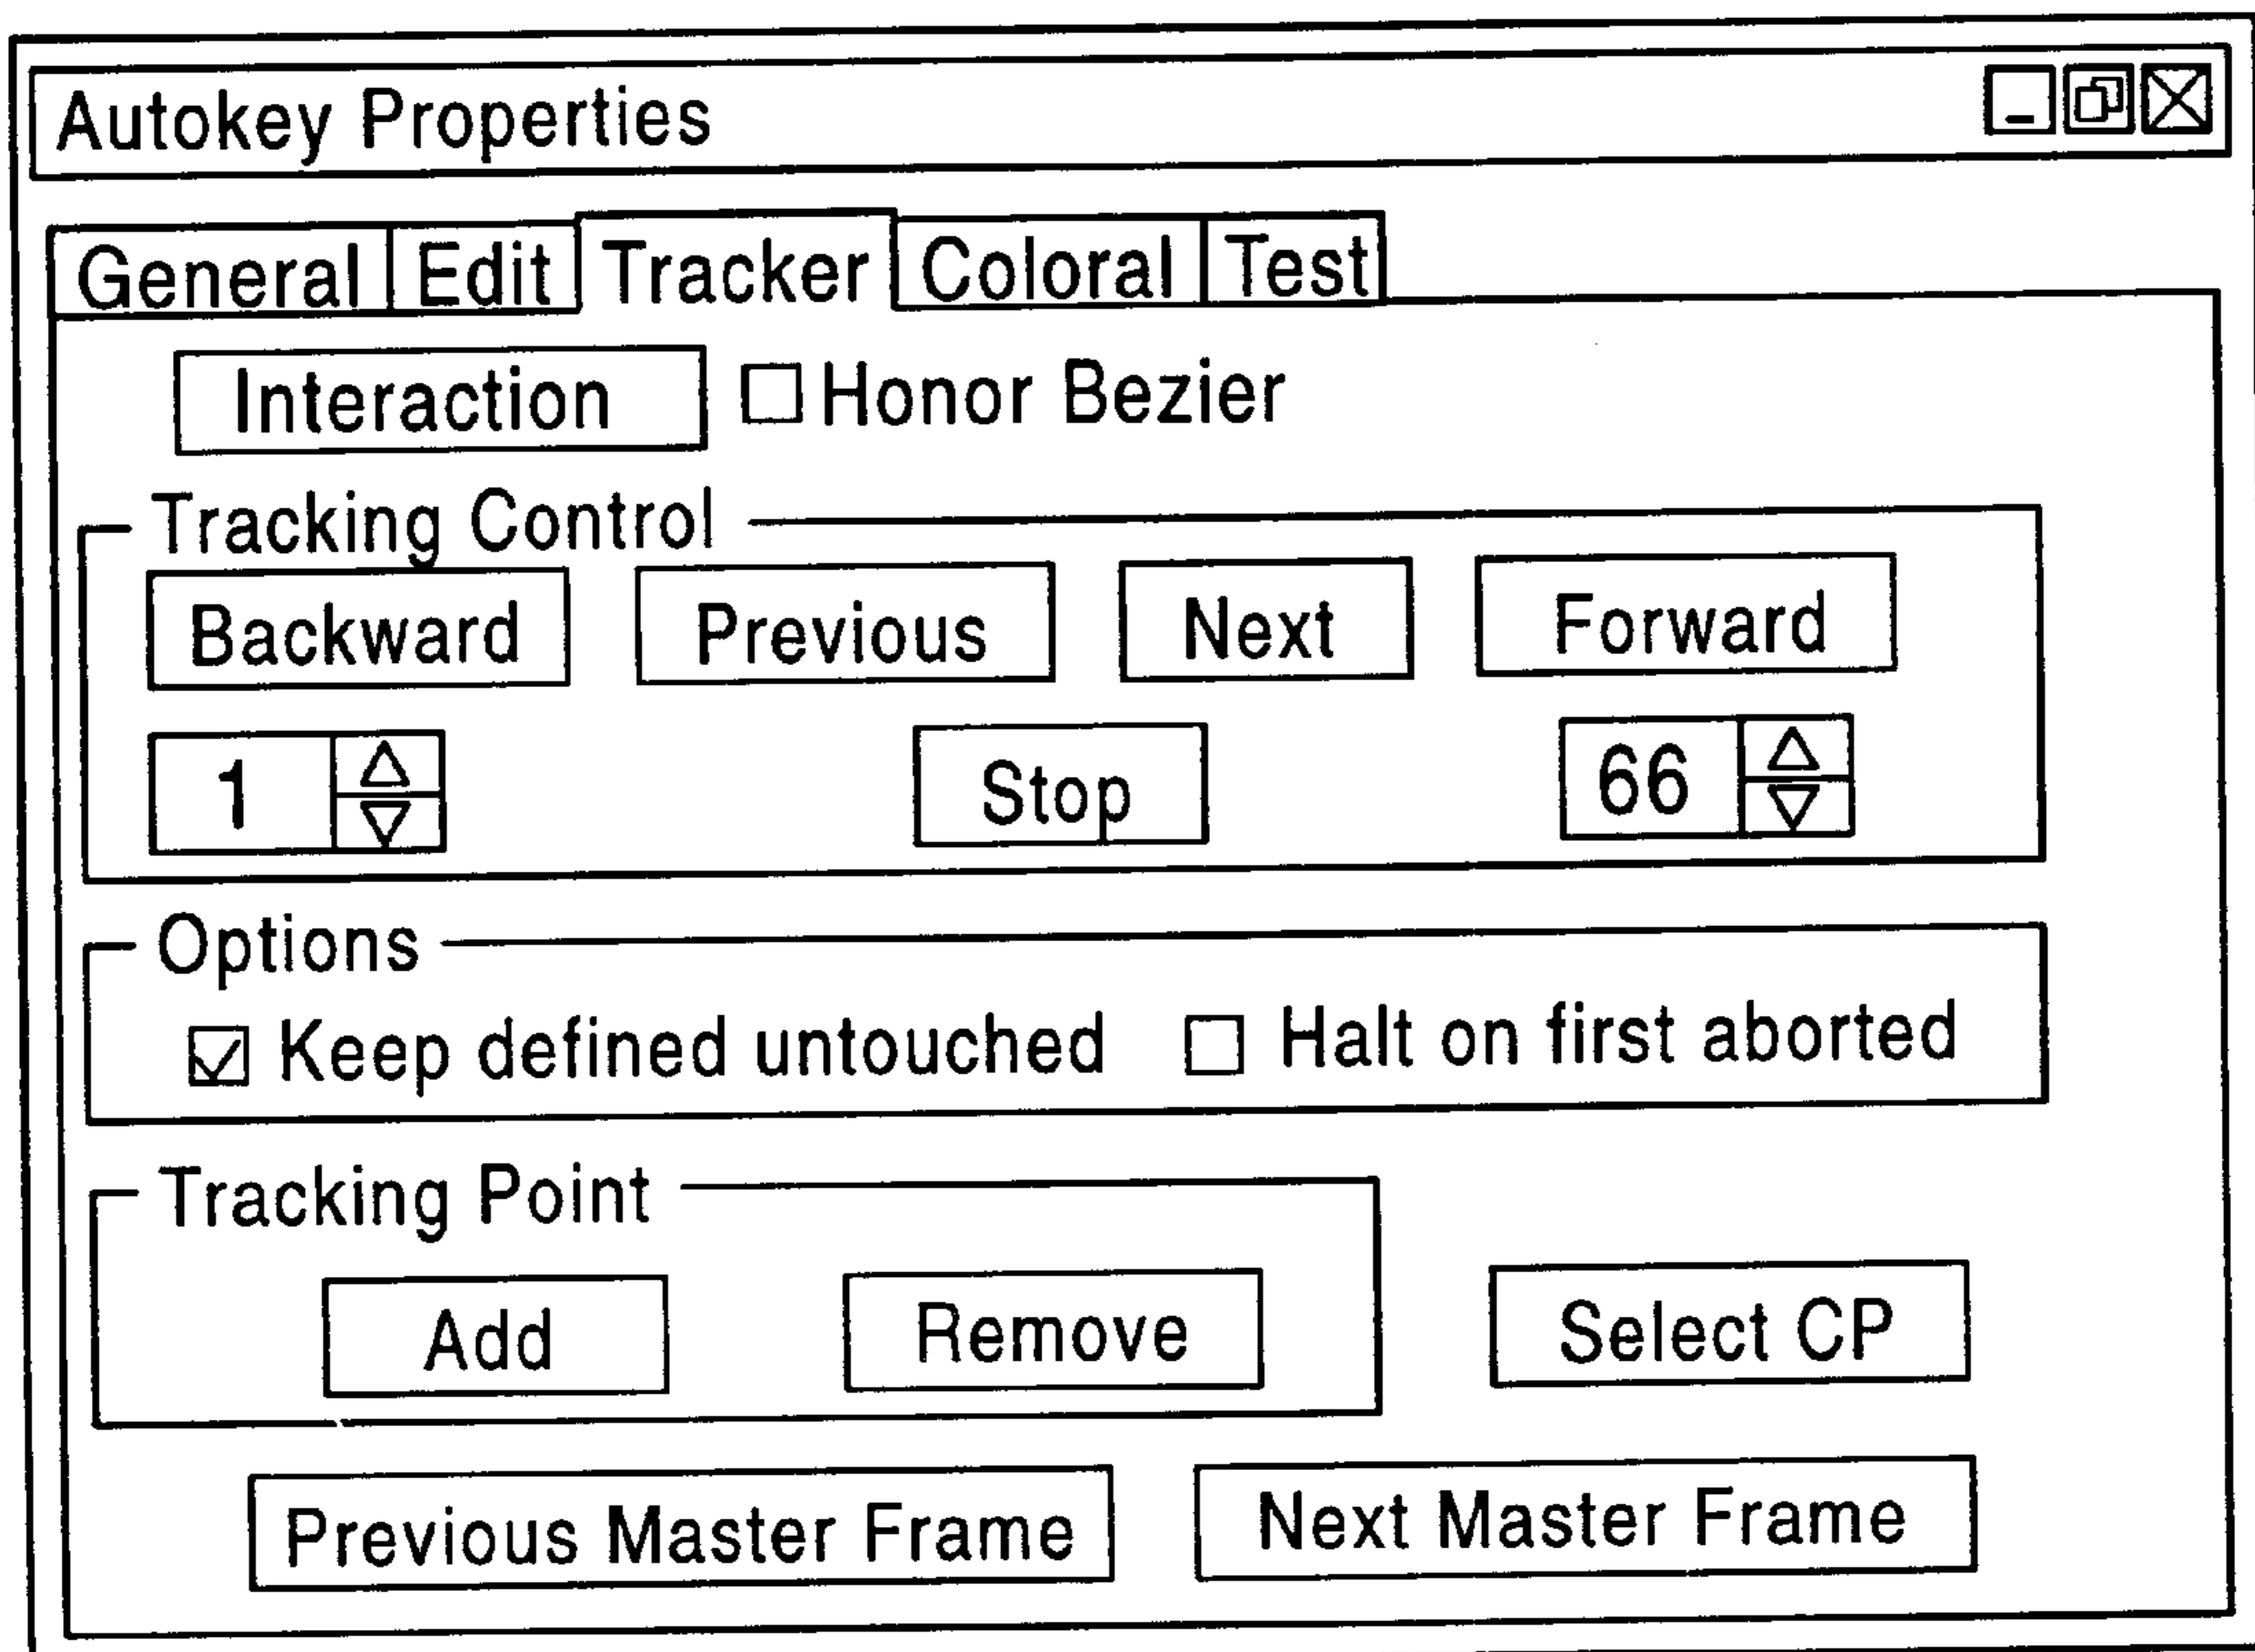 Autokey Properties
General Edit Tracker Coloral Test
Interaction Honor Bezier
Tracking Control
Backward Previous Next Forward
1 Stop 66
Options
Keep defined untouched Halt on first aborted
Tracking Point
Add Remove Select CP
Previous Master Frame Next Master Frame